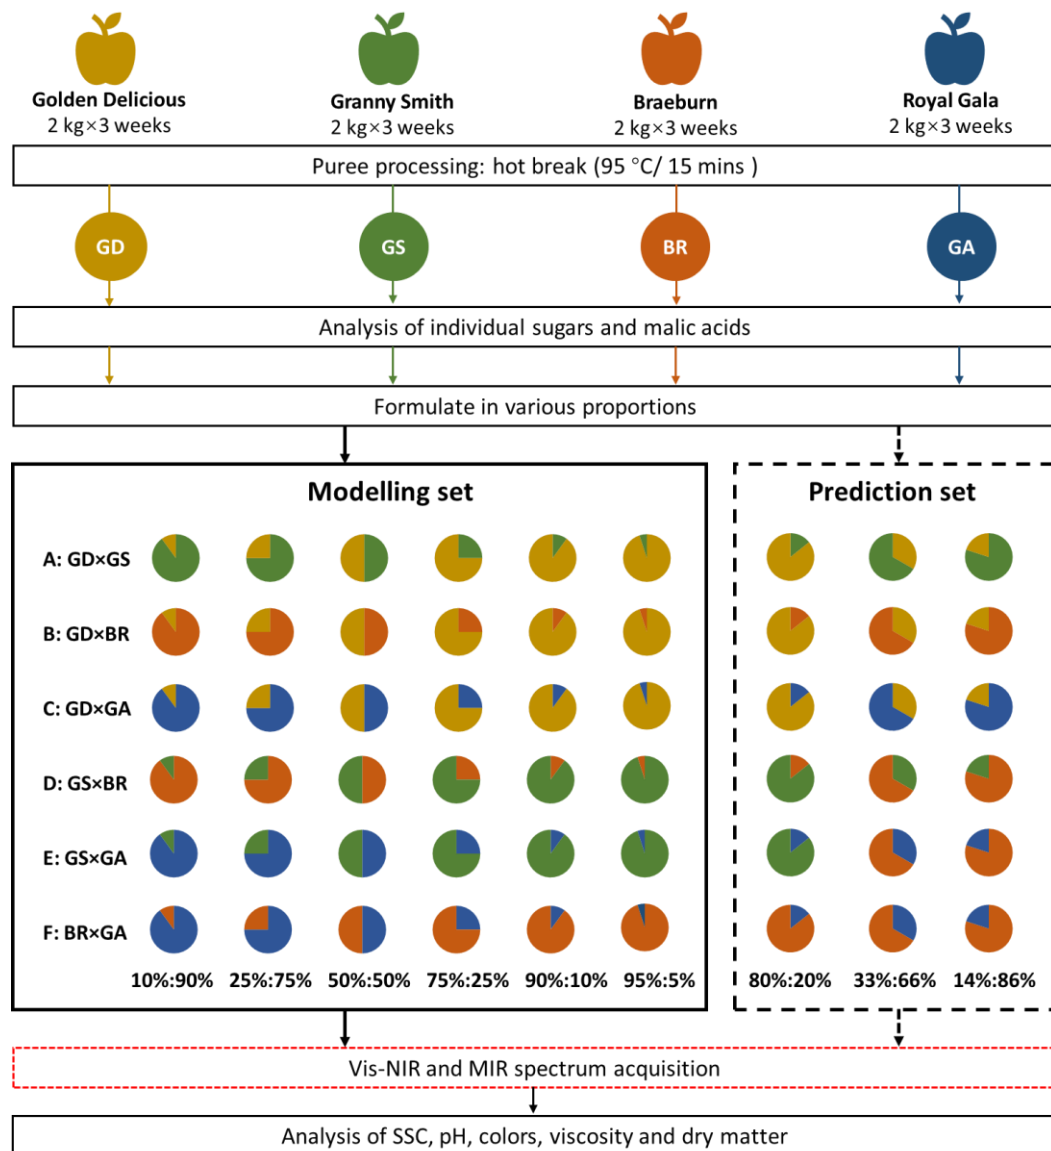 Golden Delicious
2 kg×3 weeks
Granny Smith
2 kg×3 weeks
Braeburn
2 kg×3 weeks
Royal Gala
2 kg×3 weeks
Puree processing: hot break (95 °C/ 15 mins )
GD
GS
BR
GA
Analysis of individual sugars and malic acids
Formulate in various proportions
Modelling set
A: GD×GS
B: GD×BR
C: GD×GA
D: GS×BR
E: GS×GA
F: BR×GA
10%:90% 25%:75% 50%:50% 75%:25% 90%:10% 95%:5%
Prediction set
80%:20% 33%:66% 14%:86%
Vis-NIR and MIR spectrum acquisition
Analysis of SSC, pH, colors, viscosity and dry matter